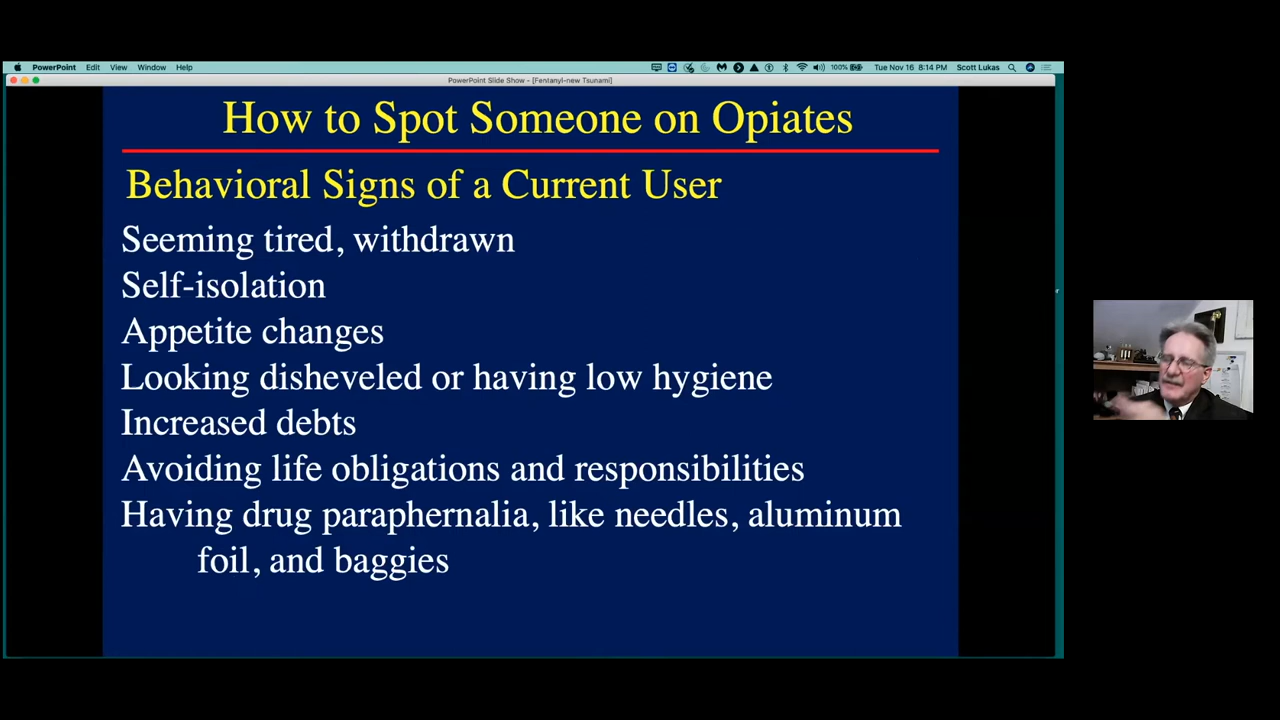 PowerPoint Edit View Window Help 100% Tue Nov 16 8:14 PM Scott Lukas
PowerPoint Slide Show - [Fentanyl-new Tsunami]
How to Spot Someone on Opiates
Behavioral Signs of a Current User
Seeming tired, withdrawn
Self-isolation
Appetite changes
Looking disheveled or having low hygiene
Increased debts
Avoiding life obligations and responsibilities
Having drug paraphernalia, like needles, aluminum
foil, and baggies